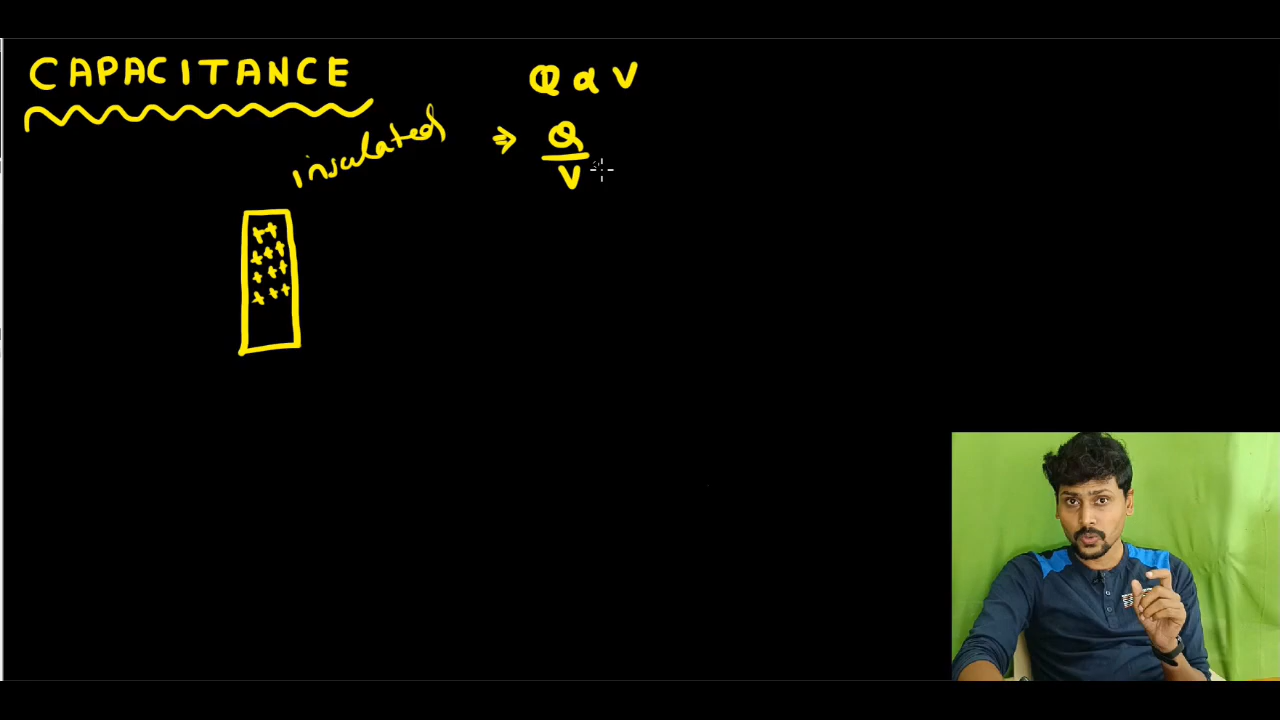 CAPACITANCE
Q α V
insulated
⇒ Q
V